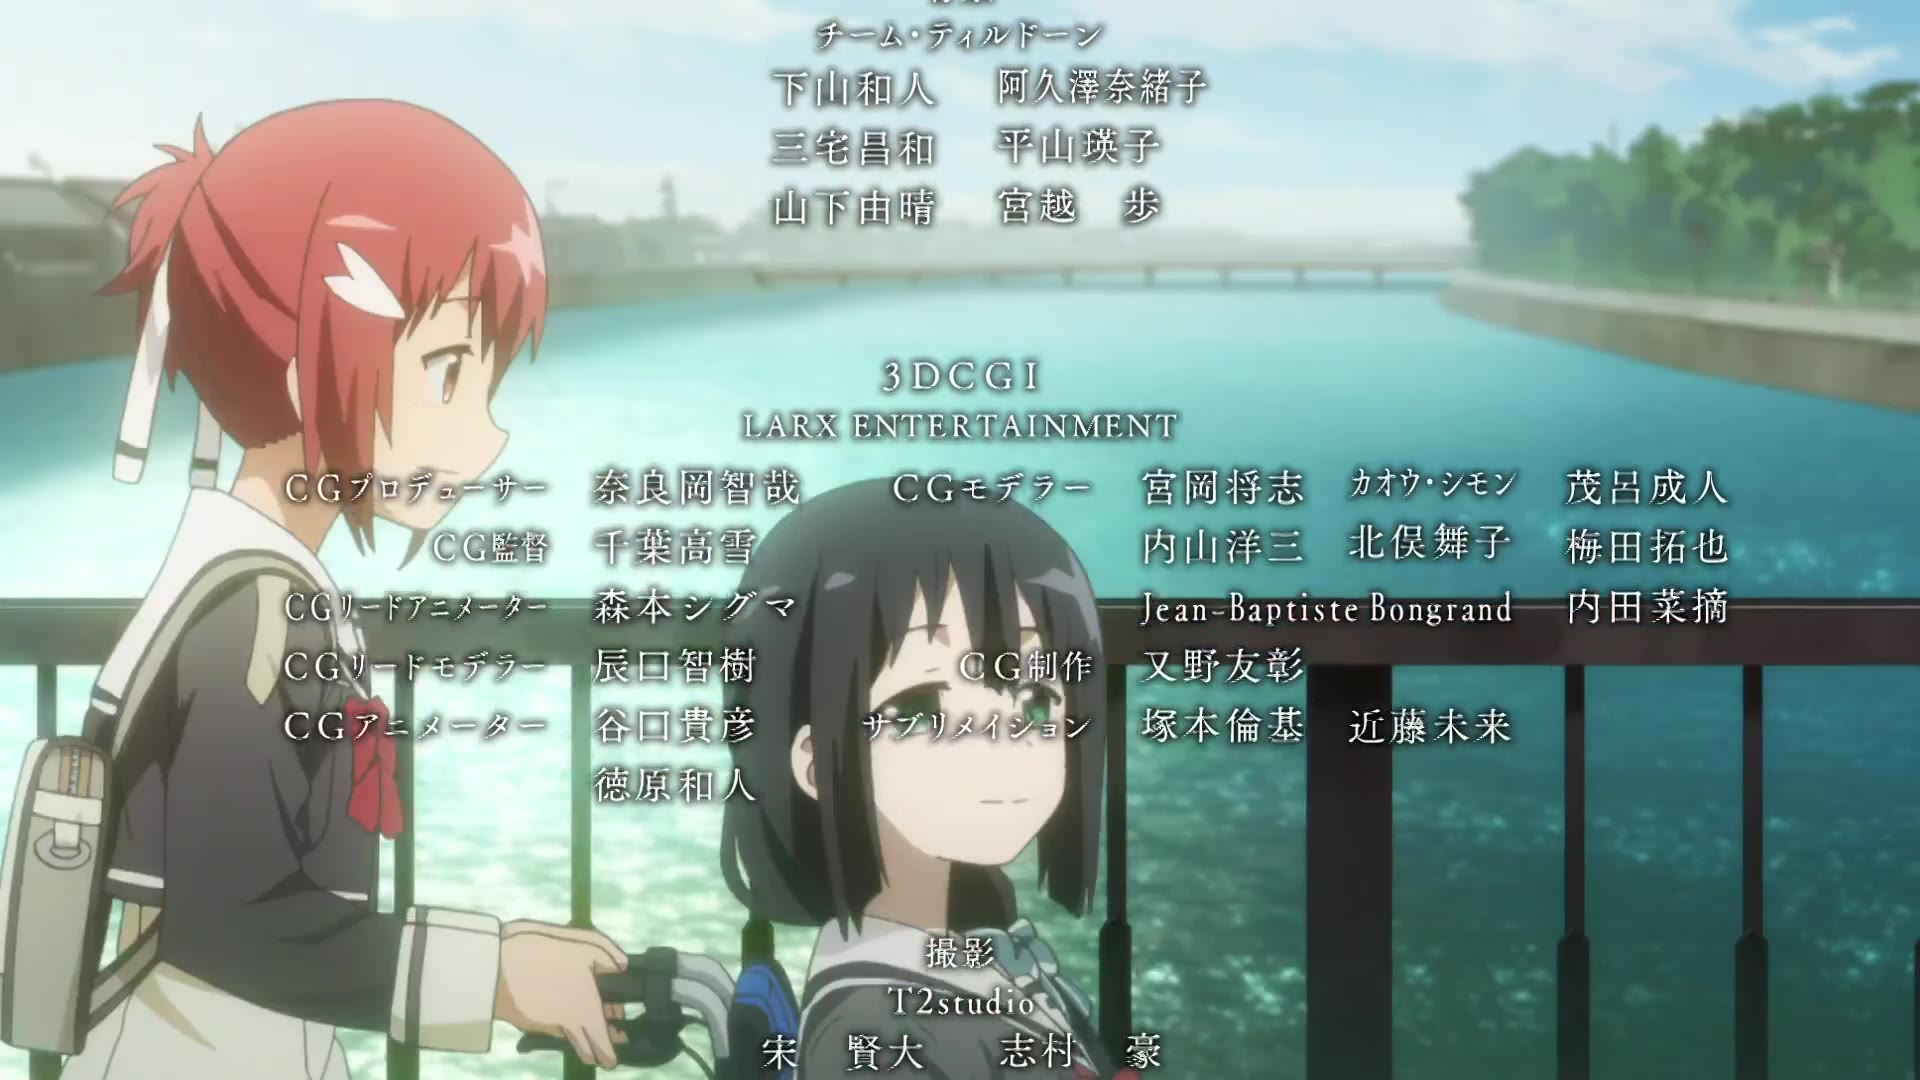 チーム・ティルドーン
下山和人 阿久澤奈緒子
三宅昌和 平山瑛子
山下由晴 宮越 歩
3DCGI
LARX ENTERTAINMENT
CGプロデューサー 奈良岡智哉 CGモデラー 宮岡将志 カオウ・シモン 茂呂成人
CG監督 千葉高雪 内山洋三 北俣舞子 梅田拓也
CGリードアニメーター 森本シグマ Jean-Baptiste Bongrand 内田菜摘
CGリードモデラー 辰口智樹 CG制作 又野友彰
CGアニメーター 谷口貴彦 サブリメイション 塚本倫基 近藤未来
徳原和人
撮影
T2studio
宋 賢大 志村 豪